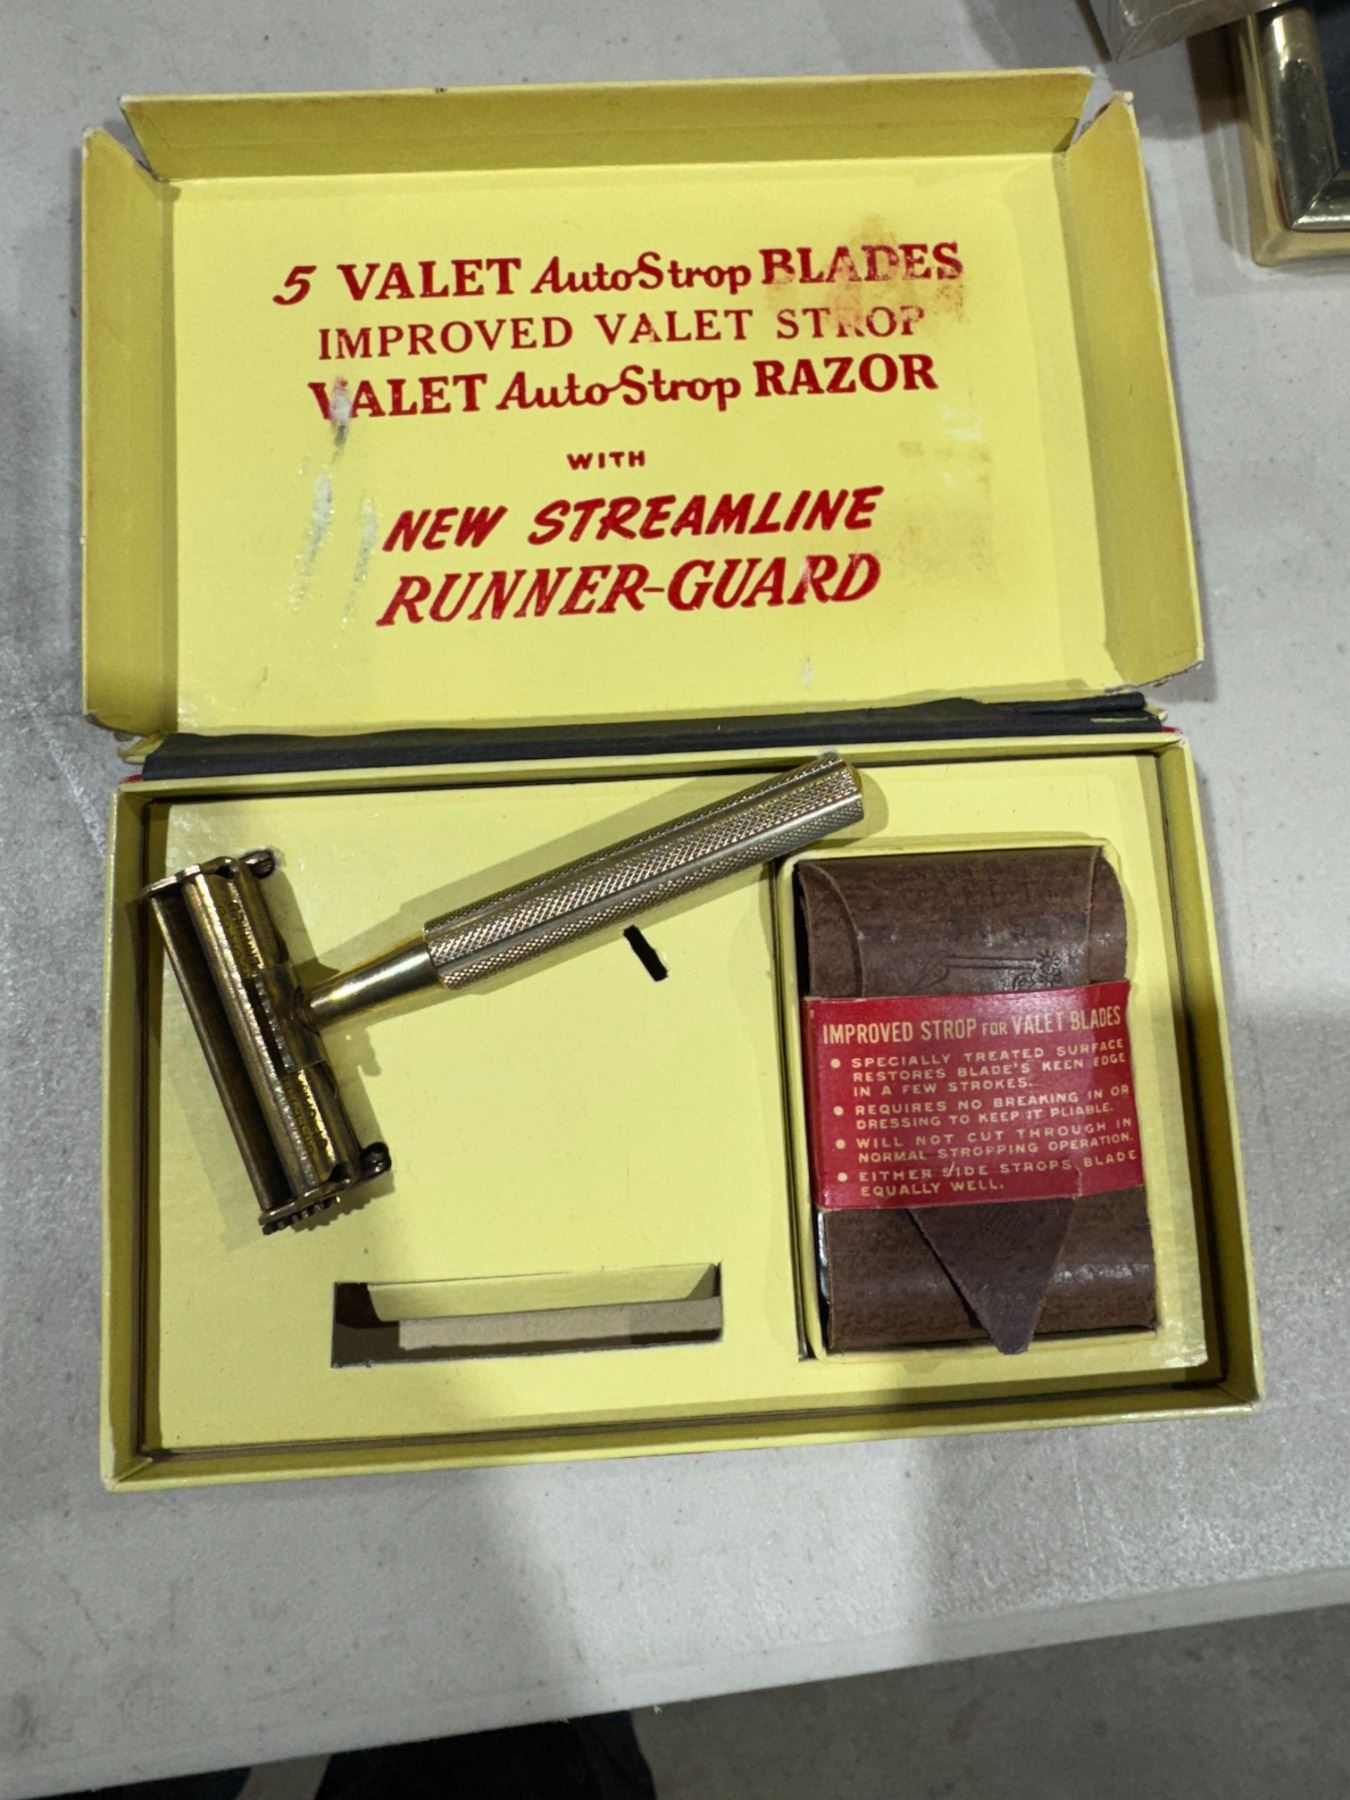 5 VALET AutoStrop BLADES
IMPROVED VALET STROP
VALET AutoStrop RAZOR
WITH
NEW STREAMLINE
RUNNER-GUARD
IMPROVED STROP FOR VALET BLADES
• SPECIALLY TREATED SURFACE
RESTORES BLADE'S KEEN EDGE
IN A FEW STROKES.
• REQUIRES NO BREAKING IN OR
DRESSING TO KEEP IT PLIABLE.
• WILL NOT CUT THROUGH IN
NORMAL STROPPING OPERATION.
• EITHER SIDE STROPS BLADE
EQUALLY WELL.